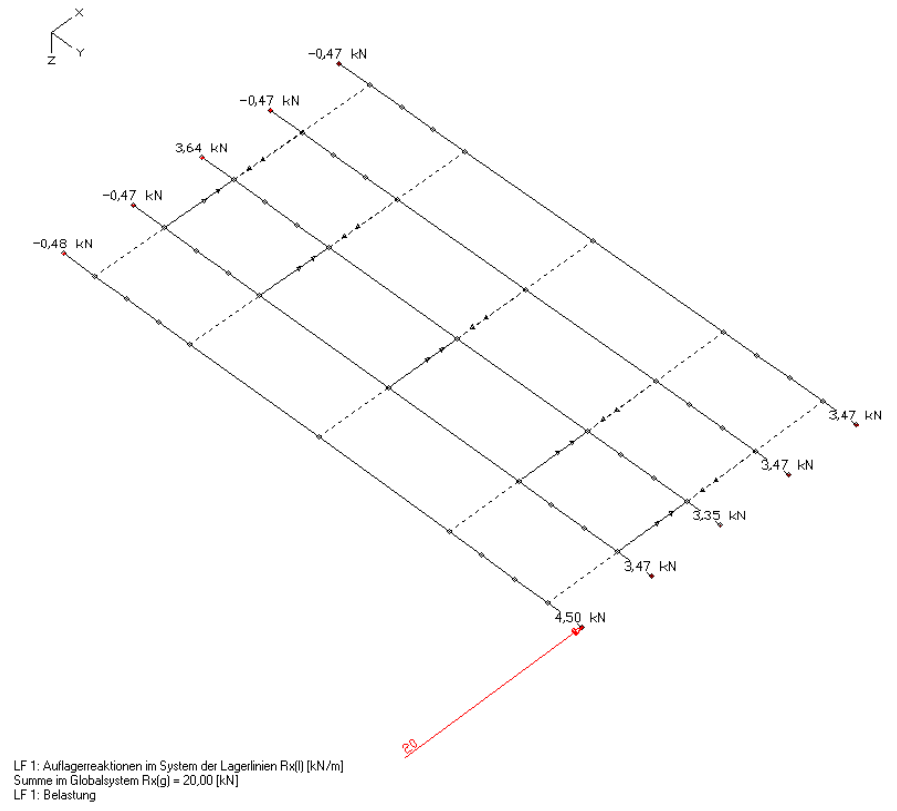 X
Y
Z
-0,47 kN
-0,47 kN
3,64 kN
-0,47 kN
-0,48 kN
3,47 kN
3,47 kN
3,35 kN
3,47 kN
4,50 kN
20
LF 1: Auflagerreaktionen im System der Lagerlinien Rx(l) [kN/m]
Summe im Globalsystem Rx(g) = 20,00 [kN]
LF 1: Belastung